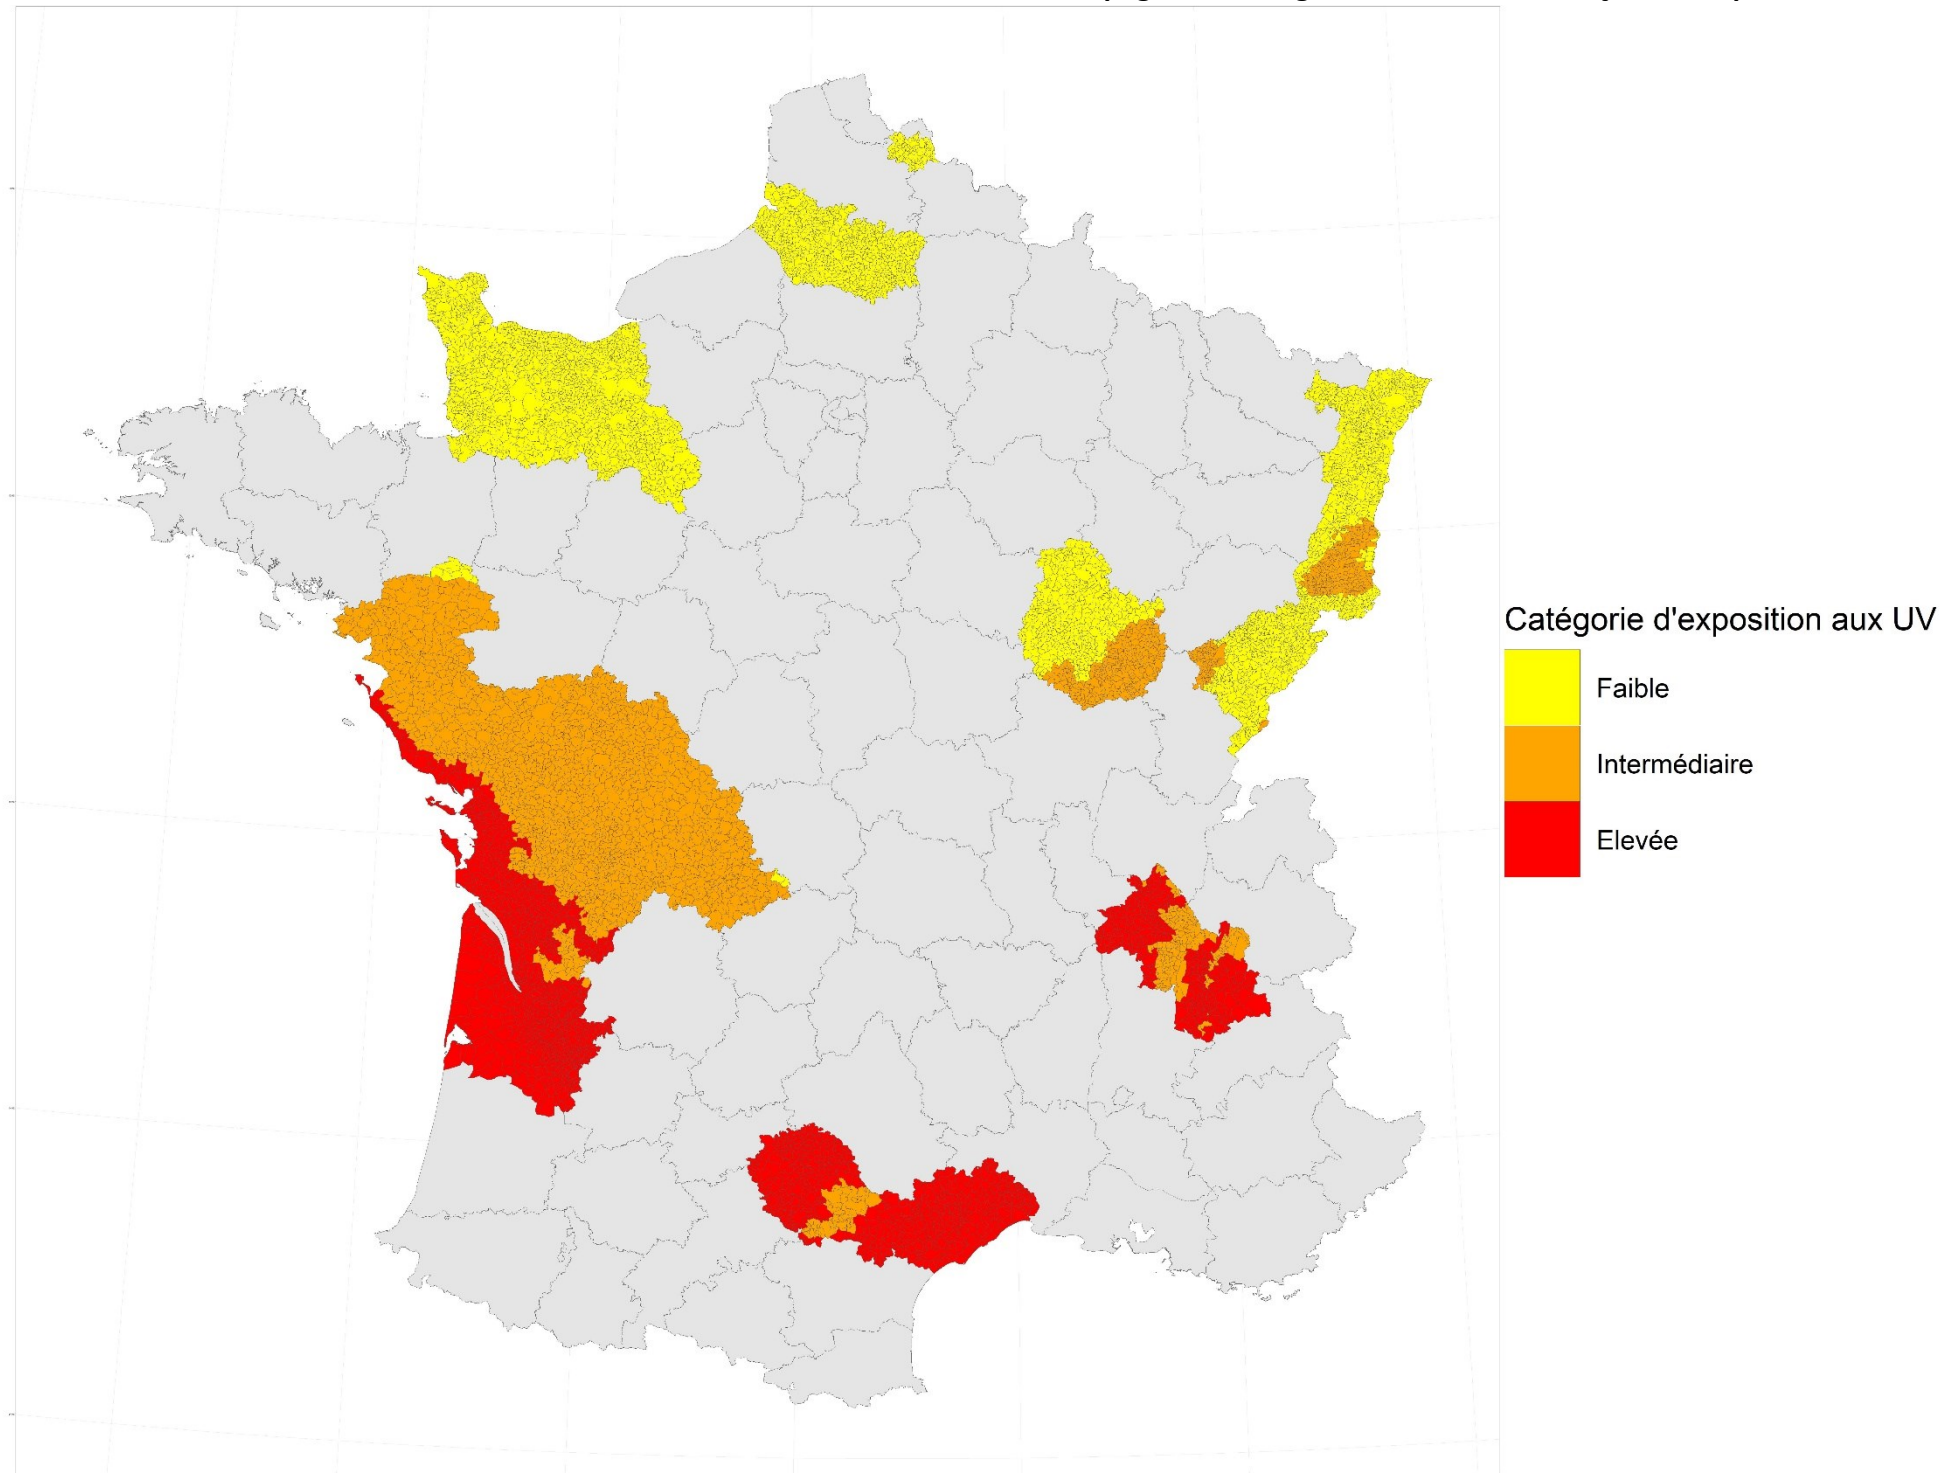 Catégorie d'exposition aux UV
Faible
Intermédiaire
Elevée